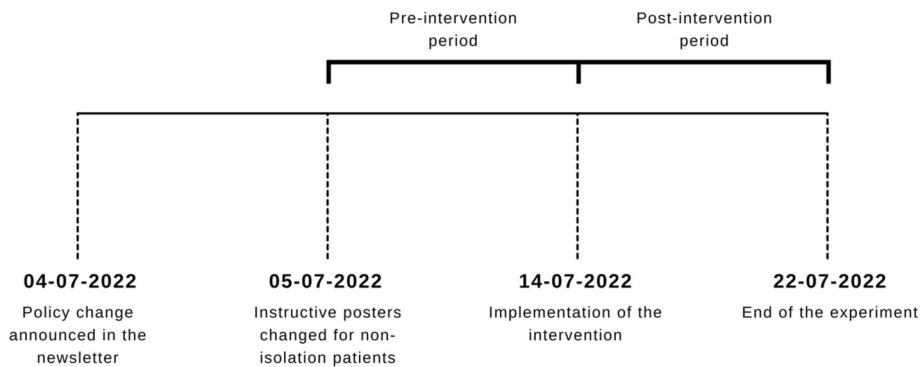 Pre-intervention
period
Post-intervention
period
04-07-2022
Policy change
announced in the
newsletter
05-07-2022
Instructive posters
changed for non-
isolation patients
14-07-2022
Implementation of the
intervention
22-07-2022
End of the experiment